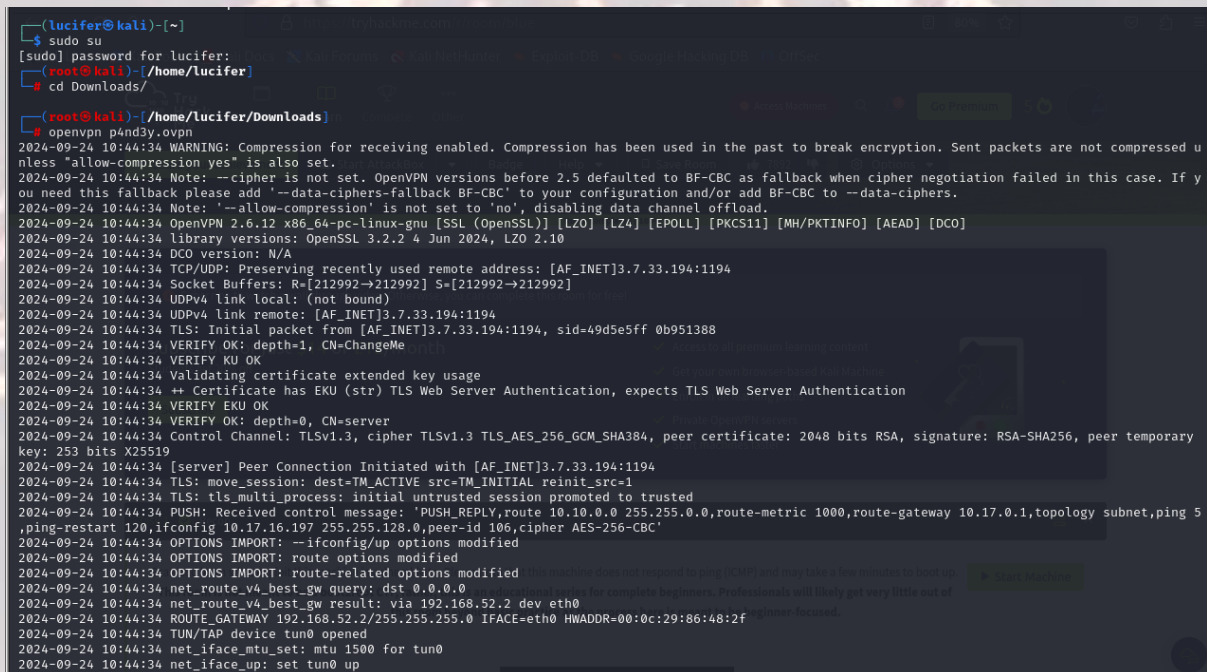 ┌──(lucifer㉿kali)-[~]
└─$ sudo su
[sudo] password for lucifer:
┌──(root㉿kali)-[/home/lucifer]
└─# cd Downloads/
┌──(root㉿kali)-[/home/lucifer/Downloads]
└─# openvpn p4nd3y.ovpn
2024-09-24 10:44:34 WARNING: Compression for receiving enabled. Compression has been used in the past to break encryption. Sent packets are not compressed u
nless "allow-compression yes" is also set.
2024-09-24 10:44:34 Note: --cipher is not set. OpenVPN versions before 2.5 defaulted to BF-CBC as fallback when cipher negotiation failed in this case. If y
ou need this fallback please add '--data-ciphers-fallback BF-CBC' to your configuration and/or add BF-CBC to --data-ciphers.
2024-09-24 10:44:34 Note: '--allow-compression' is not set to 'no', disabling data channel offload.
2024-09-24 10:44:34 OpenVPN 2.6.12 x86_64-pc-linux-gnu [SSL (OpenSSL)] [LZO] [LZ4] [EPOLL] [PKCS11] [MH/PKTINFO] [AEAD] [DCO]
2024-09-24 10:44:34 library versions: OpenSSL 3.2.2 4 Jun 2024, LZO 2.10
2024-09-24 10:44:34 DCO version: N/A
2024-09-24 10:44:34 TCP/UDP: Preserving recently used remote address: [AF_INET]3.7.33.194:1194
2024-09-24 10:44:34 Socket Buffers: R=[212992→212992] S=[212992→212992]
2024-09-24 10:44:34 UDPv4 link local: (not bound)
2024-09-24 10:44:34 UDPv4 link remote: [AF_INET]3.7.33.194:1194
2024-09-24 10:44:34 TLS: Initial packet from [AF_INET]3.7.33.194:1194, sid=49d5e5ff 0b951388
2024-09-24 10:44:34 VERIFY OK: depth=1, CN=ChangeMe
2024-09-24 10:44:34 VERIFY KU OK
2024-09-24 10:44:34 Validating certificate extended key usage
2024-09-24 10:44:34 ++ Certificate has EKU (str) TLS Web Server Authentication, expects TLS Web Server Authentication
2024-09-24 10:44:34 VERIFY EKU OK
2024-09-24 10:44:34 VERIFY OK: depth=0, CN=server
2024-09-24 10:44:34 Control Channel: TLSv1.3, cipher TLSv1.3 TLS_AES_256_GCM_SHA384, peer certificate: 2048 bits RSA, signature: RSA-SHA256, peer temporary
key: 253 bits X25519
2024-09-24 10:44:34 [server] Peer Connection Initiated with [AF_INET]3.7.33.194:1194
2024-09-24 10:44:34 TLS: move_session: dest=TM_ACTIVE src=TM_INITIAL reinit_src=1
2024-09-24 10:44:34 TLS: tls_multi_process: initial untrusted session promoted to trusted
2024-09-24 10:44:34 PUSH: Received control message: 'PUSH_REPLY,route 10.10.0.0 255.255.0.0,route-metric 1000,route-gateway 10.17.0.1,topology subnet,ping 5
,ping-restart 120,ifconfig 10.17.16.197 255.255.128.0,peer-id 106,cipher AES-256-CBC'
2024-09-24 10:44:34 OPTIONS IMPORT: --ifconfig/up options modified
2024-09-24 10:44:34 OPTIONS IMPORT: route options modified
2024-09-24 10:44:34 OPTIONS IMPORT: route-related options modified
2024-09-24 10:44:34 net_route_v4_best_gw query: dst 0.0.0.0
2024-09-24 10:44:34 net_route_v4_best_gw result: via 192.168.52.2 dev eth0
2024-09-24 10:44:34 ROUTE_GATEWAY 192.168.52.2/255.255.255.0 IFACE=eth0 HWADDR=00:0c:29:86:48:2f
2024-09-24 10:44:34 TUN/TAP device tun0 opened
2024-09-24 10:44:34 net_iface_mtu_set: mtu 1500 for tun0
2024-09-24 10:44:34 net_iface_up: set tun0 up